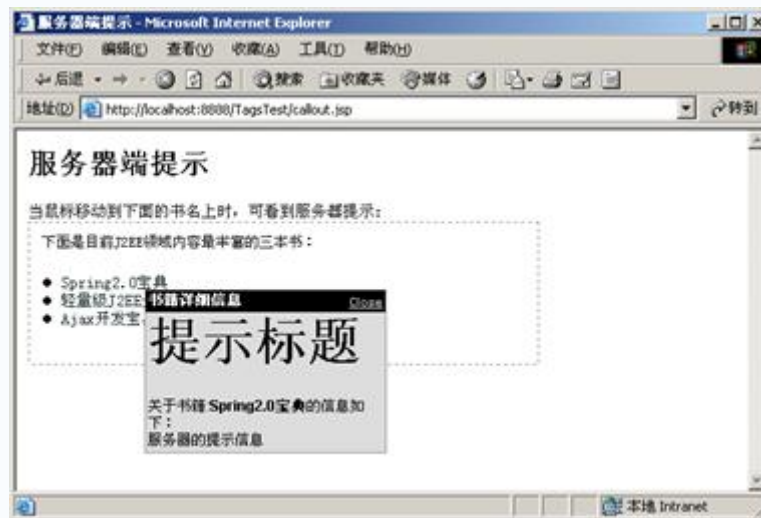 服务器端提示 - Microsoft Internet Explorer
文件(F) 编辑(E) 查看(V) 收藏(A) 工具(T) 帮助(H)
后退 搜索 收藏夹 媒体
地址(D) http://localhost:8888/TagsTest/callout.jsp 转到
服务器端提示
当鼠标移动到下面的书名上时，可看到服务器提示：
下面是目前J2EE领域内容最丰富的三本书：
Spring2.0宝典
轻量级J2EE
Ajax开发宝
书籍详细信息 Close
提示标题
关于书籍Spring2.0宝典的信息如
下：
服务器的提示信息
本地 Intranet